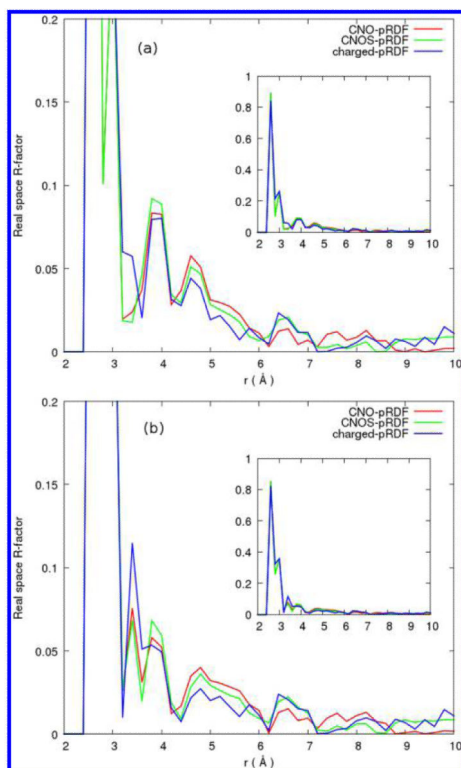 (a)
CNO-pRDF
CNOS-pRDF
charged-pRDF
Real space R-factor
0.2
0.15
0.1
0.05
0
1
0.8
0.6
0.4
0.2
0
2 3 4 5 6 7 8 9 10
2 3 4 5 6 7 8 9 10
r ( Å )
(b)
CNO-pRDF
CNOS-pRDF
charged-pRDF
Real space R-factor
0.2
0.15
0.1
0.05
0
1
0.8
0.6
0.4
0.2
0
2 3 4 5 6 7 8 9 10
2 3 4 5 6 7 8 9 10
r ( Å )